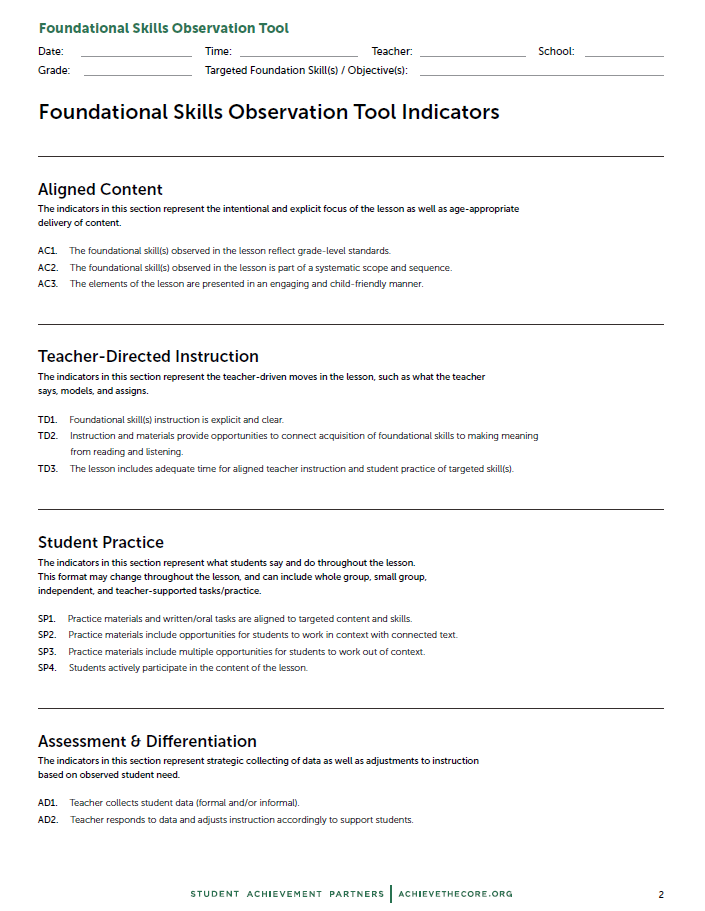 Foundational Skills Observation Tool
Date: Time: Teacher: School:
Grade: Targeted Foundation Skill(s) / Objective(s):
Foundational Skills Observation Tool Indicators
Aligned Content
The indicators in this section represent the intentional and explicit focus of the lesson as well as age-appropriate
delivery of content.
AC1. The foundational skill(s) observed in the lesson reflect grade-level standards.
AC2. The foundational skill(s) observed in the lesson is part of a systematic scope and sequence.
AC3. The elements of the lesson are presented in an engaging and child-friendly manner.
Teacher-Directed Instruction
The indicators in this section represent the teacher-driven moves in the lesson, such as what the teacher
says, models, and assigns.
TD1. Foundational skill(s) instruction is explicit and clear.
TD2. Instruction and materials provide opportunities to connect acquisition of foundational skills to making meaning
from reading and listening.
TD3. The lesson includes adequate time for aligned teacher instruction and student practice of targeted skill(s).
Student Practice
The indicators in this section represent what students say and do throughout the lesson.
This format may change throughout the lesson, and can include whole group, small group,
independent, and teacher-supported tasks/practice.
SP1. Practice materials and written/oral tasks are aligned to targeted content and skills.
SP2. Practice materials include opportunities for students to work in context with connected text.
SP3. Practice materials include multiple opportunities for students to work out of context.
SP4. Students actively participate in the content of the lesson.
Assessment & Differentiation
The indicators in this section represent strategic collecting of data as well as adjustments to instruction
based on observed student need.
AD1. Teacher collects student data (formal and/or informal).
AD2. Teacher responds to data and adjusts instruction accordingly to support students.
STUDENT ACHIEVEMENT PARTNERS | ACHIEVETHECORE.ORG 2